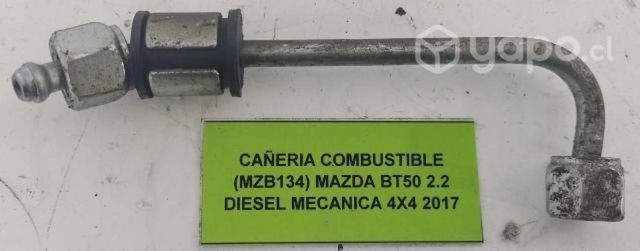 yapo.cl
CAÑERIA COMBUSTIBLE
(MZB134) MAZDA BT50 2.2
DIESEL MECANICA 4X4 2017